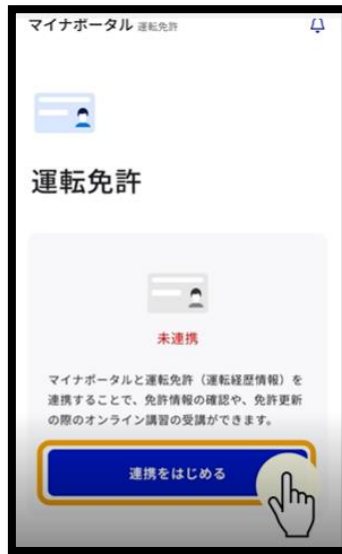 マイナポータル 運転免許
運転免許
未連携
マイナポータルと運転免許（運転経歴情報）を
連携することで、免許情報の確認や、免許更新
の際のオンライン講習の受講ができます。
連携をはじめる